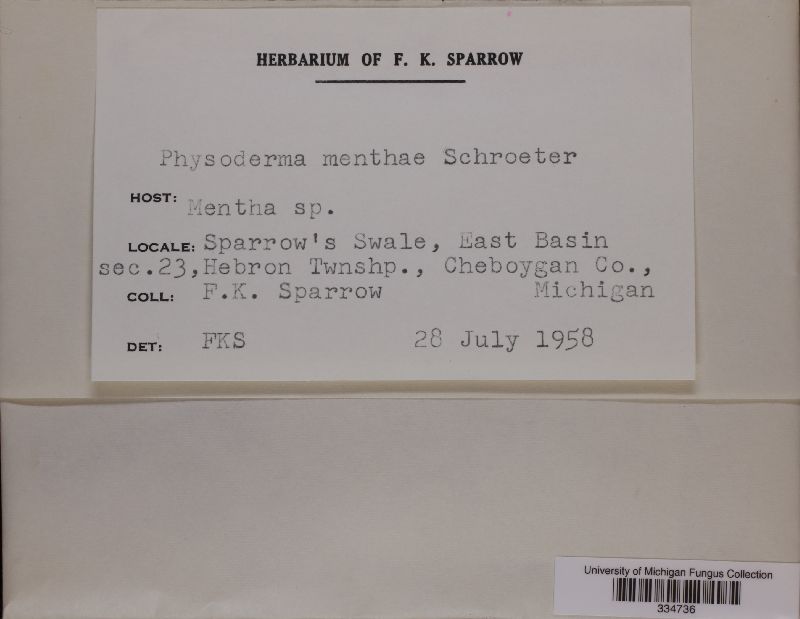 HERBARIUM OF F. K. SPARROW
Physoderma menthae Schroeter
HOST: Mentha sp.
LOCALE: Sparrow's Swale, East Basin
sec.23, Hebron Twnshp., Cheboygan Co.,
COLL: F.K. Sparrow Michigan
DET: FKS 28 July 1958
University of Michigan Fungus Collection
334736